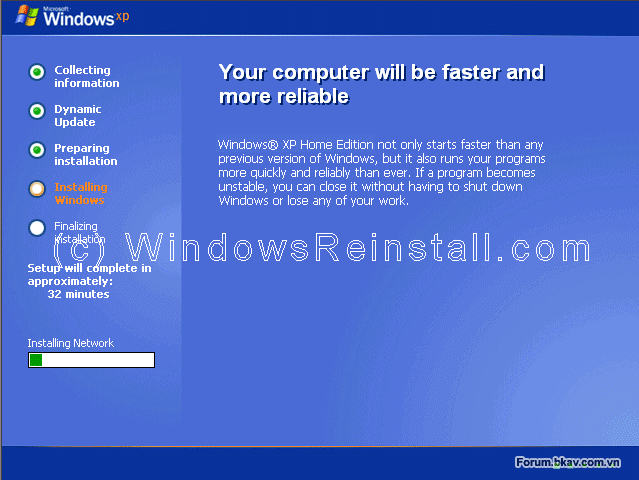 Microsoft
Windows xp
Collecting
information
Dynamic
Update
Preparing
installation
Installing
Windows
Finalizing
installation
Setup will complete in
approximately:
32 minutes
Installing Network
Your computer will be faster and
more reliable
Windows® XP Home Edition not only starts faster than any
previous version of Windows, but it also runs your programs
more quickly and reliably than ever. If a program becomes
unstable, you can close it without having to shut down
Windows or lose any of your work.
(c) WindowsReinstall.com
Forum.bkav.com.vn